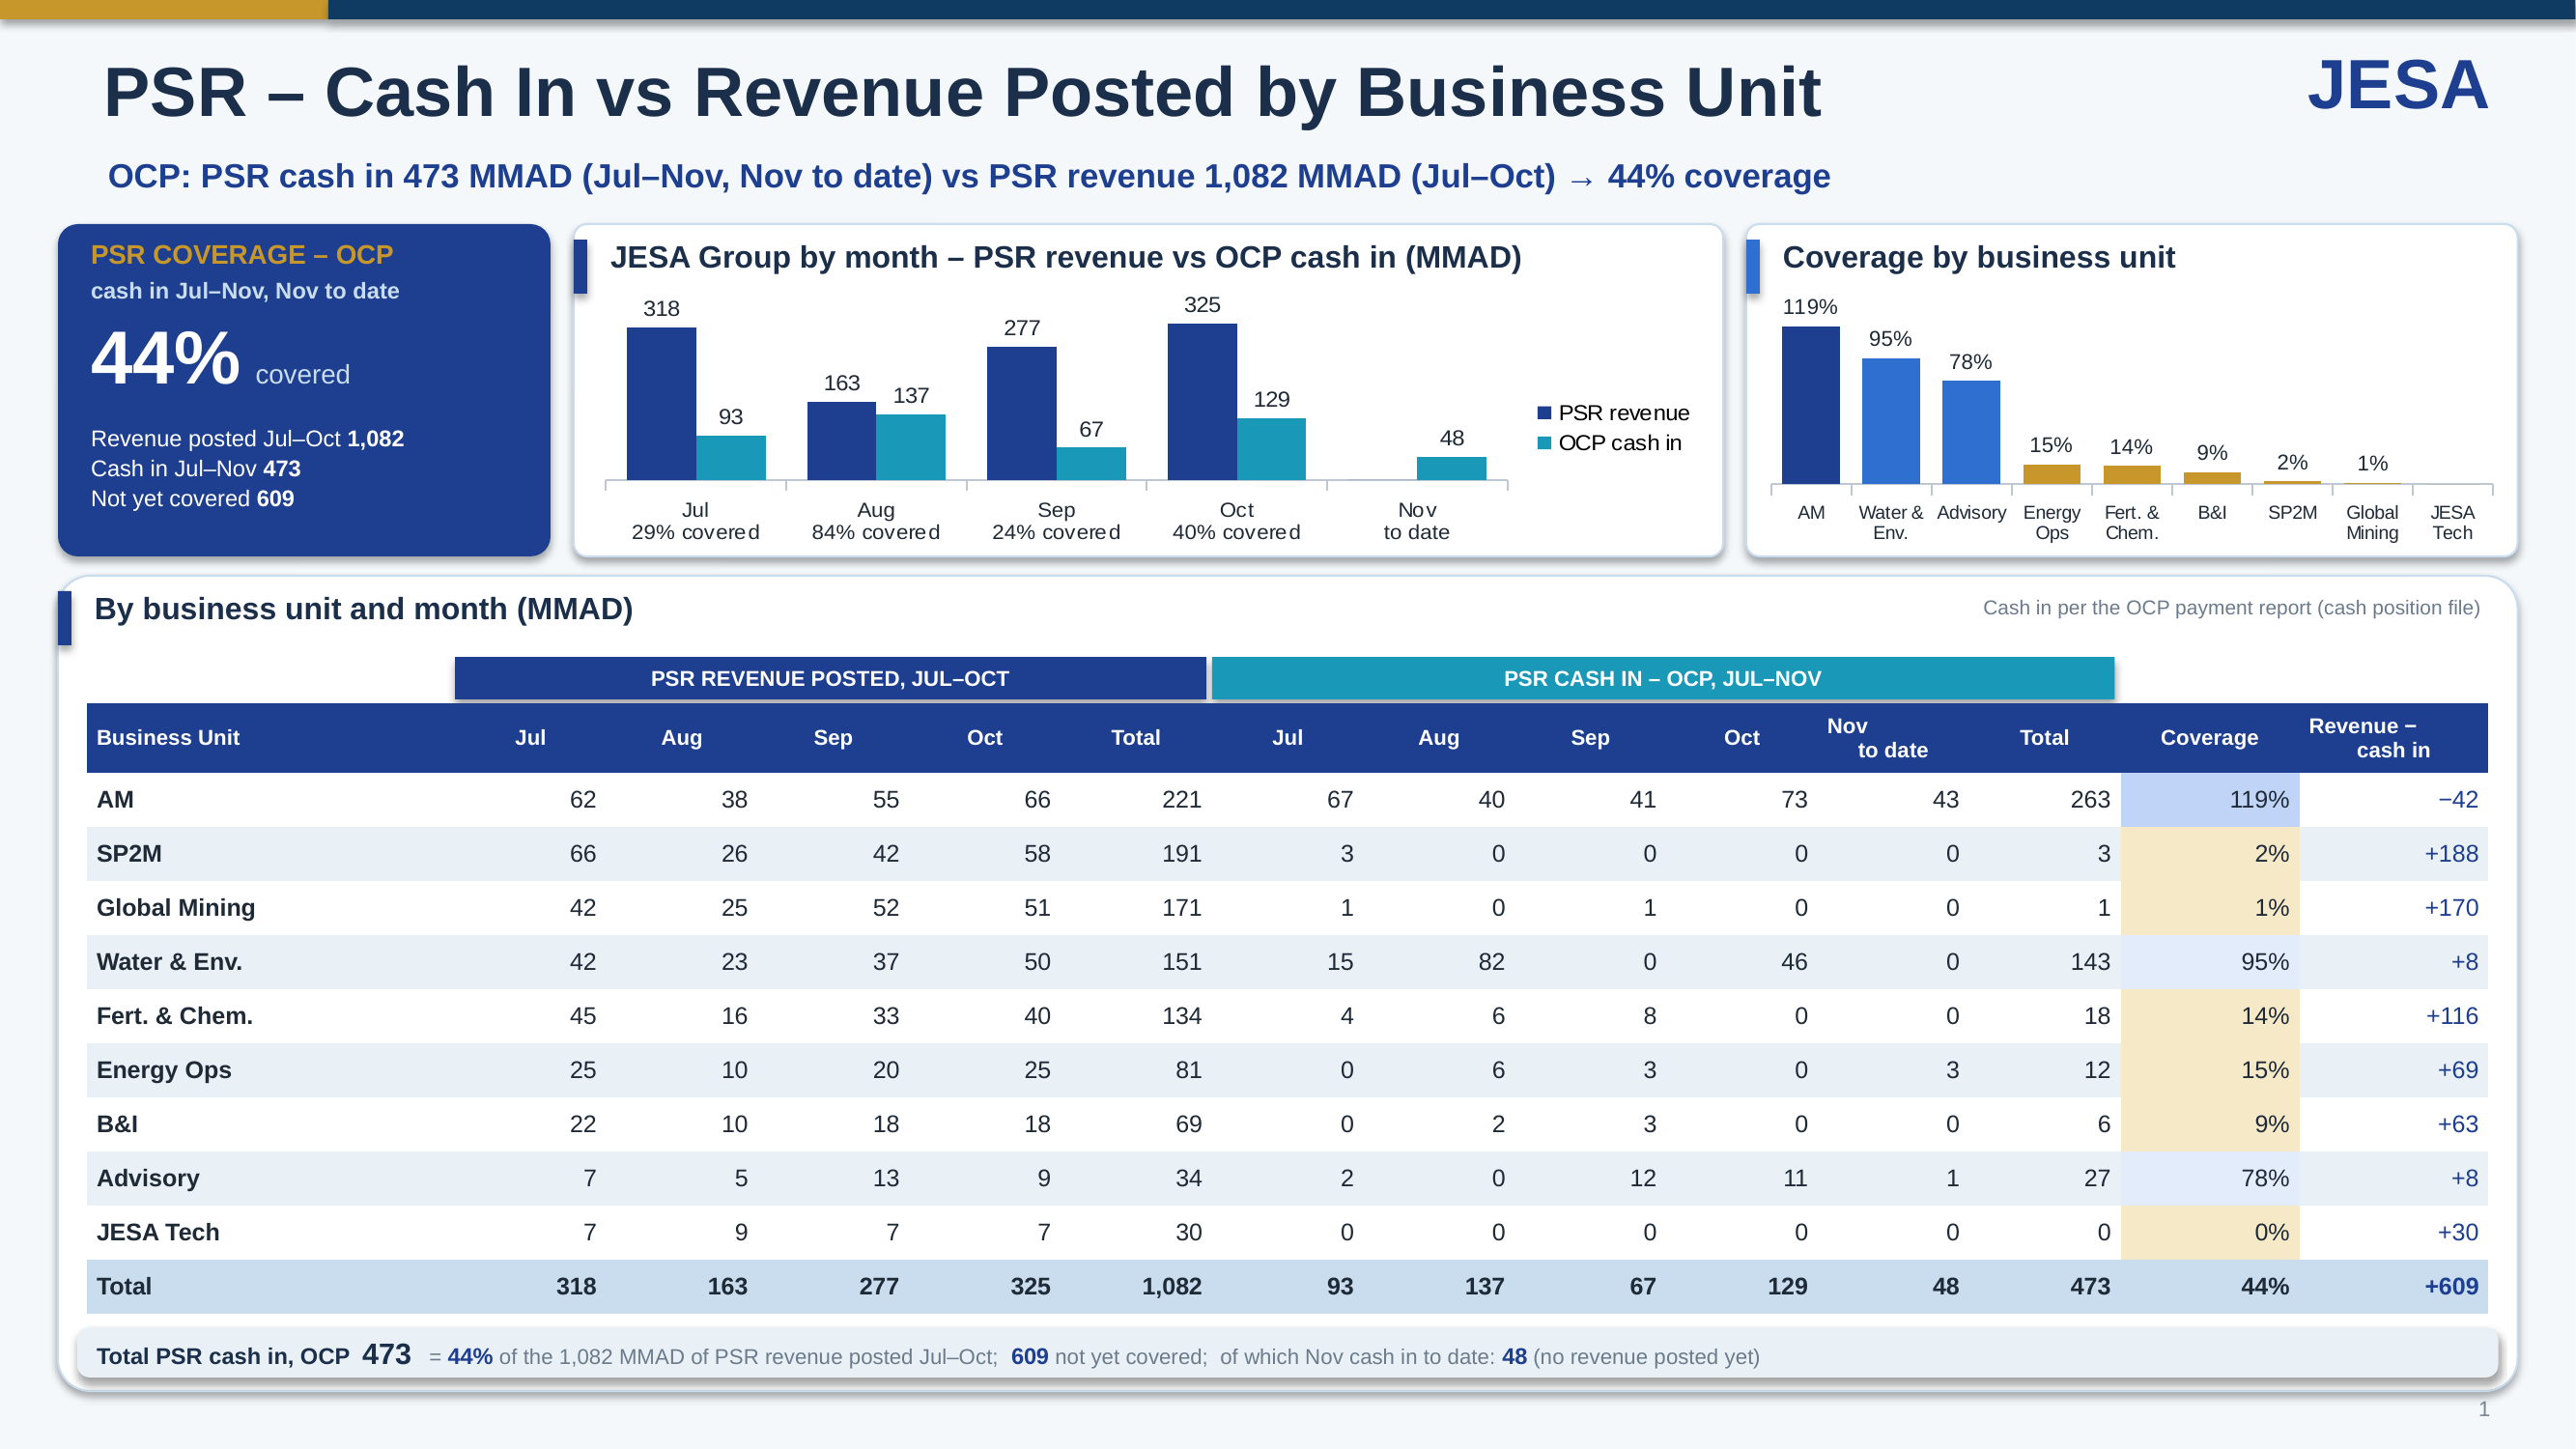 PSR – Cash In vs Revenue Posted by Business Unit
JESA
OCP: PSR cash in 473 MMAD (Jul–Nov, Nov to date) vs PSR revenue 1,082 MMAD (Jul–Oct) → 44% coverage
PSR COVERAGE – OCP
cash in Jul–Nov, Nov to date
44% covered
Revenue posted Jul–Oct 1,082
Cash in Jul–Nov 473
Not yet covered 609
JESA Group by month – PSR revenue vs OCP cash in (MMAD)
318 93 163 137 277 67 325 129 48
PSR revenue
OCP cash in
Jul Aug Sep Oct Nov
29% covered 84% covered 24% covered 40% covered to date
Coverage by business unit
119% 95% 78% 15% 14% 9% 2% 1%
AM Water & Advisory Energy Fert. & B&I SP2M Global JESA
Env. Ops Chem. Mining Tech
By business unit and month (MMAD)
Cash in per the OCP payment report (cash position file)
PSR REVENUE POSTED, JUL–OCT PSR CASH IN – OCP, JUL–NOV
Business Unit Jul Aug Sep Oct Total Jul Aug Sep Oct Nov to date Total Coverage Revenue – cash in
AM 62 38 55 66 221 67 40 41 73 43 263 119% −42
SP2M 66 26 42 58 191 3 0 0 0 0 3 2% +188
Global Mining 42 25 52 51 171 1 0 1 0 0 1 1% +170
Water & Env. 42 23 37 50 151 15 82 0 46 0 143 95% +8
Fert. & Chem. 45 16 33 40 134 4 6 8 0 0 18 14% +116
Energy Ops 25 10 20 25 81 0 6 3 0 3 12 15% +69
B&I 22 10 18 18 69 0 2 3 0 0 6 9% +63
Advisory 7 5 13 9 34 2 0 12 11 1 27 78% +8
JESA Tech 7 9 7 7 30 0 0 0 0 0 0 0% +30
Total 318 163 277 325 1,082 93 137 67 129 48 473 44% +609
Total PSR cash in, OCP 473 = 44% of the 1,082 MMAD of PSR revenue posted Jul–Oct; 609 not yet covered; of which Nov cash in to date: 48 (no revenue posted yet)
1